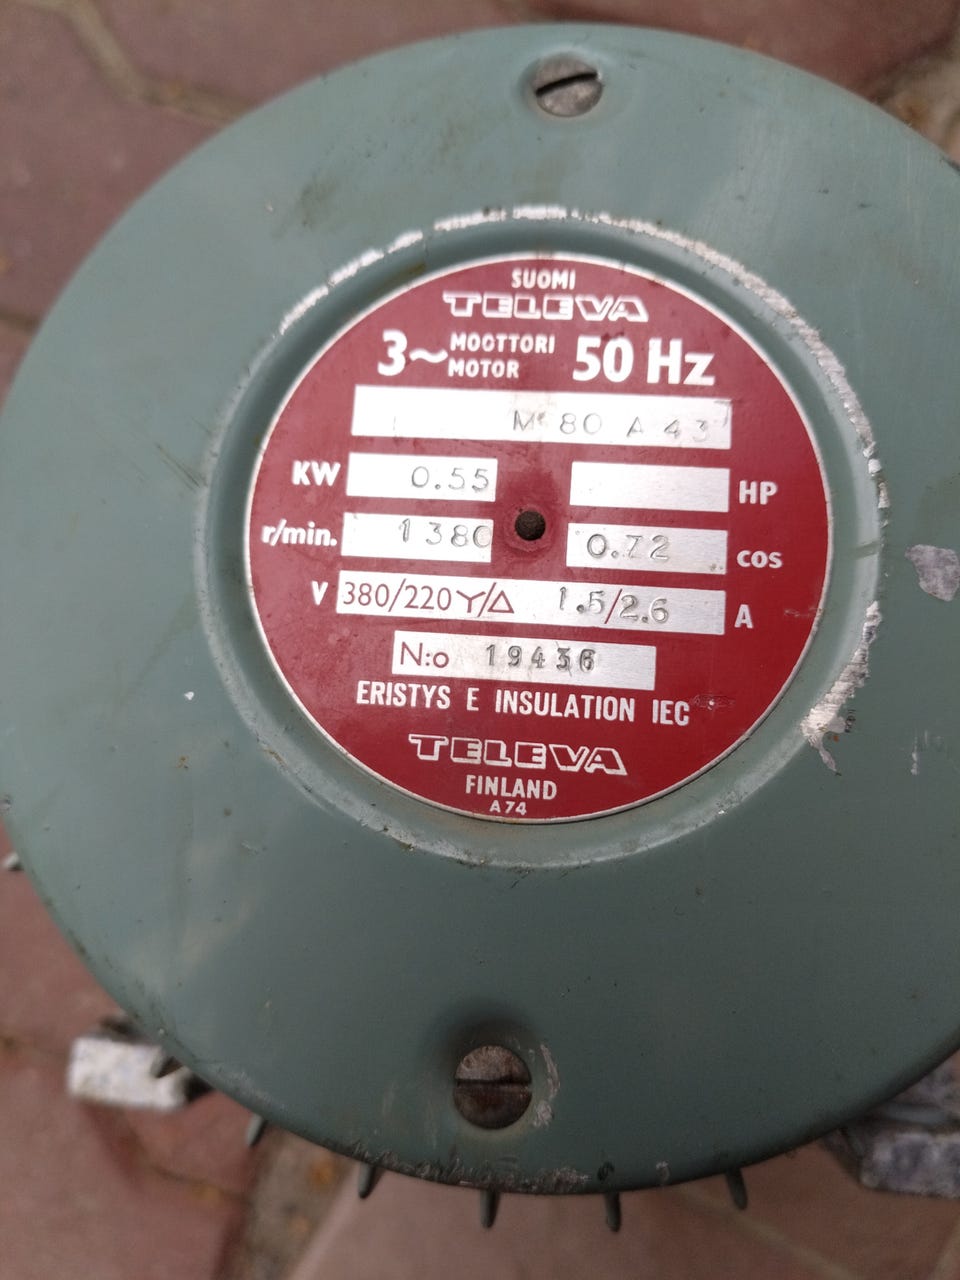 SUOMI
TELEVA
3~ MOOTTORI MOTOR 50 Hz
80 A 43
KW 0.55 HP
r/min. 1380 0.72 cos
V 380/220 Y/Δ 1.5/2.6 A
N:o 19436
ERISTYS E INSULATION IEC
TELEVA
FINLAND
A74